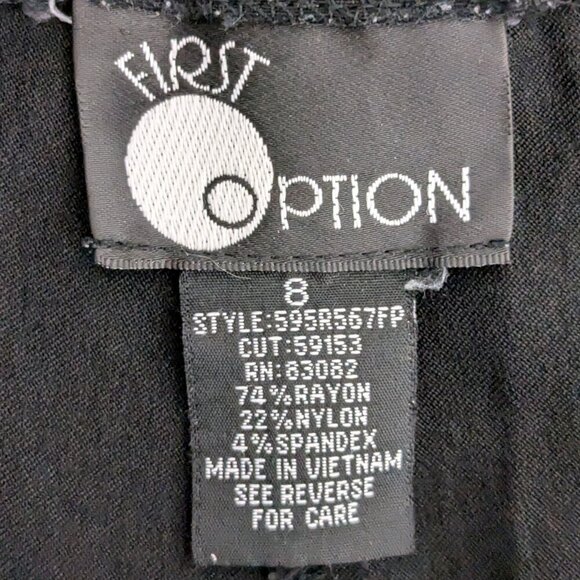 FIRST
OPTION
8
STYLE:595R567FP
CUT:59153
RN:83082
74%RAYON
22%NYLON
4%SPANDEX
MADE IN VIETNAM
SEE REVERSE
FOR CARE